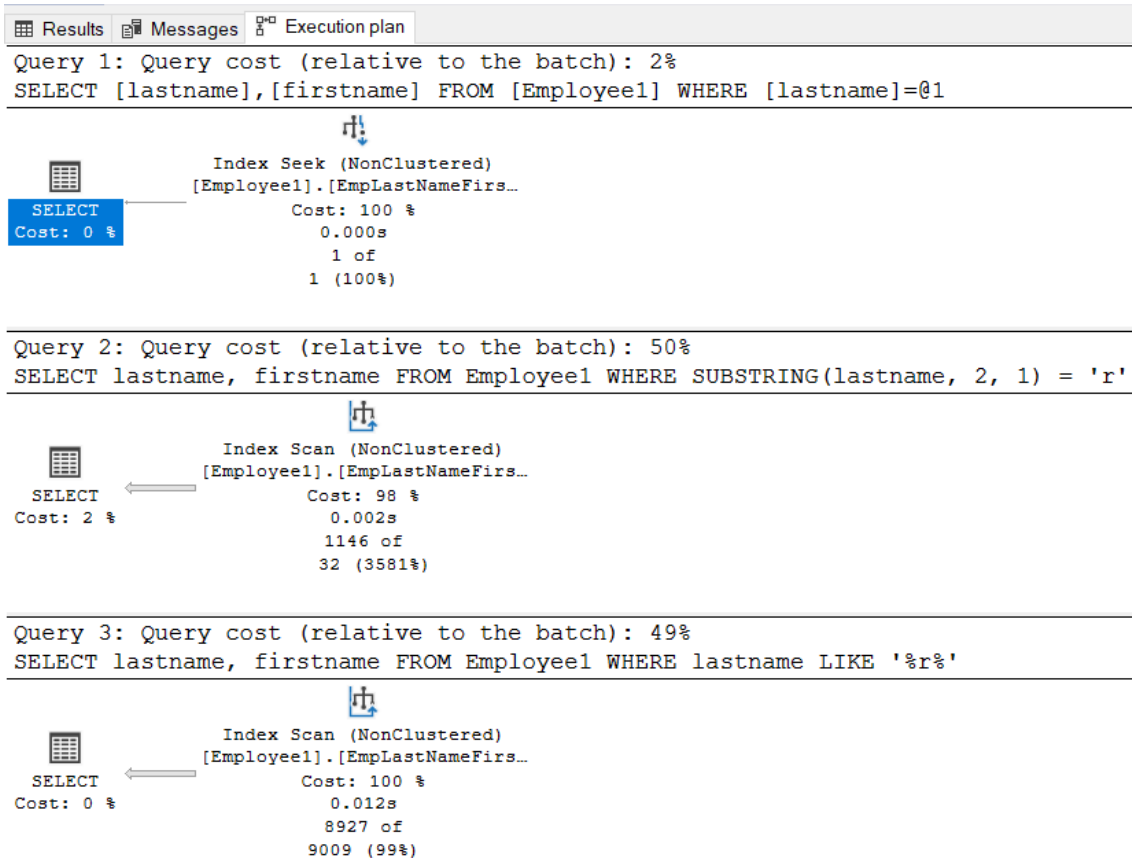 Results Messages Execution plan
Query 1: Query cost (relative to the batch): 2%
SELECT [lastname],[firstname] FROM [Employee1] WHERE [lastname]=@1
Index Seek (NonClustered)
[Employee1].[EmpLastNameFirs…
SELECT
Cost: 0 %
Cost: 100 %
0.000s
1 of
1 (100%)
Query 2: Query cost (relative to the batch): 50%
SELECT lastname, firstname FROM Employee1 WHERE SUBSTRING(lastname, 2, 1) = 'r'
Index Scan (NonClustered)
[Employee1].[EmpLastNameFirs…
SELECT
Cost: 2 %
Cost: 98 %
0.002s
1146 of
32 (3581%)
Query 3: Query cost (relative to the batch): 49%
SELECT lastname, firstname FROM Employee1 WHERE lastname LIKE '%r%'
Index Scan (NonClustered)
[Employee1].[EmpLastNameFirs…
SELECT
Cost: 0 %
Cost: 100 %
0.012s
8927 of
9009 (99%)